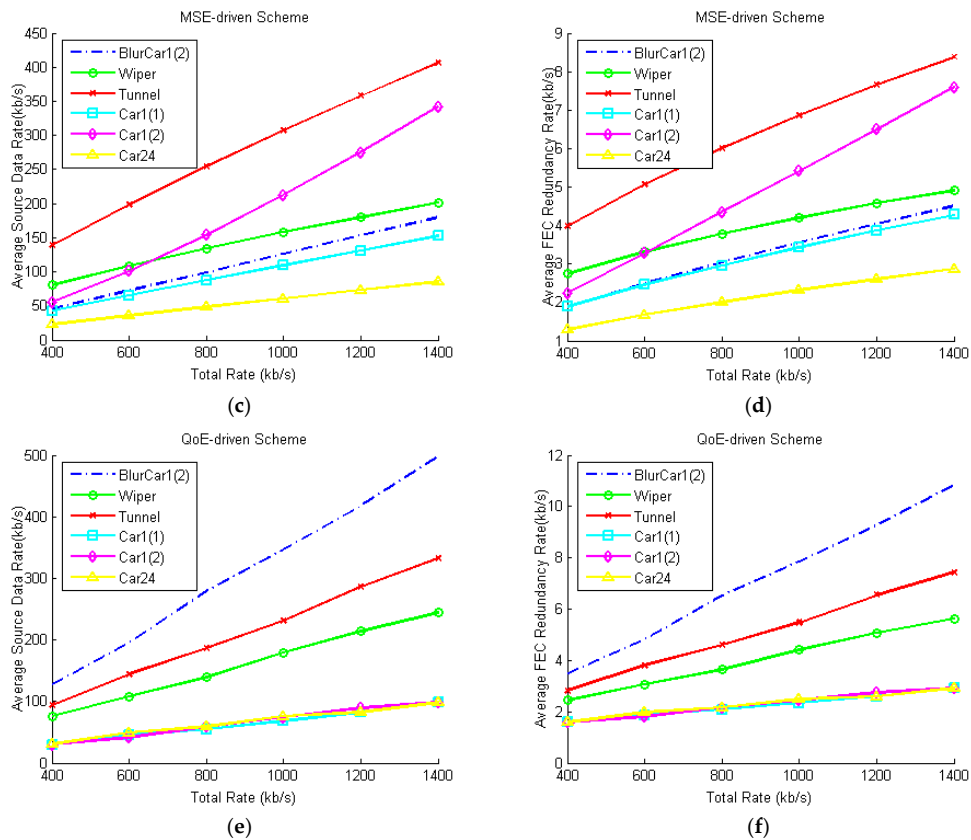 MSE-driven Scheme
Average Source Data Rate(kb/s)
450
400
350
300
250
200
150
100
50
0
BlurCar1(2)
Wiper
Tunnel
Car1(1)
Car1(2)
Car24
400 600 800 1000 1200 1400
Total Rate (kb/s)
(c)
MSE-driven Scheme
Average FEC Redundancy Rate(kb/s)
9
8
7
6
5
4
3
2
1
BlurCar1(2)
Wiper
Tunnel
Car1(1)
Car1(2)
Car24
400 600 800 1000 1200 1400
Total Rate (kb/s)
(d)
QoE-driven Scheme
Average Source Data Rate(kb/s)
500
400
300
200
100
0
BlurCar1(2)
Wiper
Tunnel
Car1(1)
Car1(2)
Car24
400 600 800 1000 1200 1400
Total Rate (kb/s)
(e)
QoE-driven Scheme
Average FEC Redundancy Rate(kb/s)
12
10
8
6
4
2
0
BlurCar1(2)
Wiper
Tunnel
Car1(1)
Car1(2)
Car24
400 600 800 1000 1200 1400
Total Rate (kb/s)
(f)